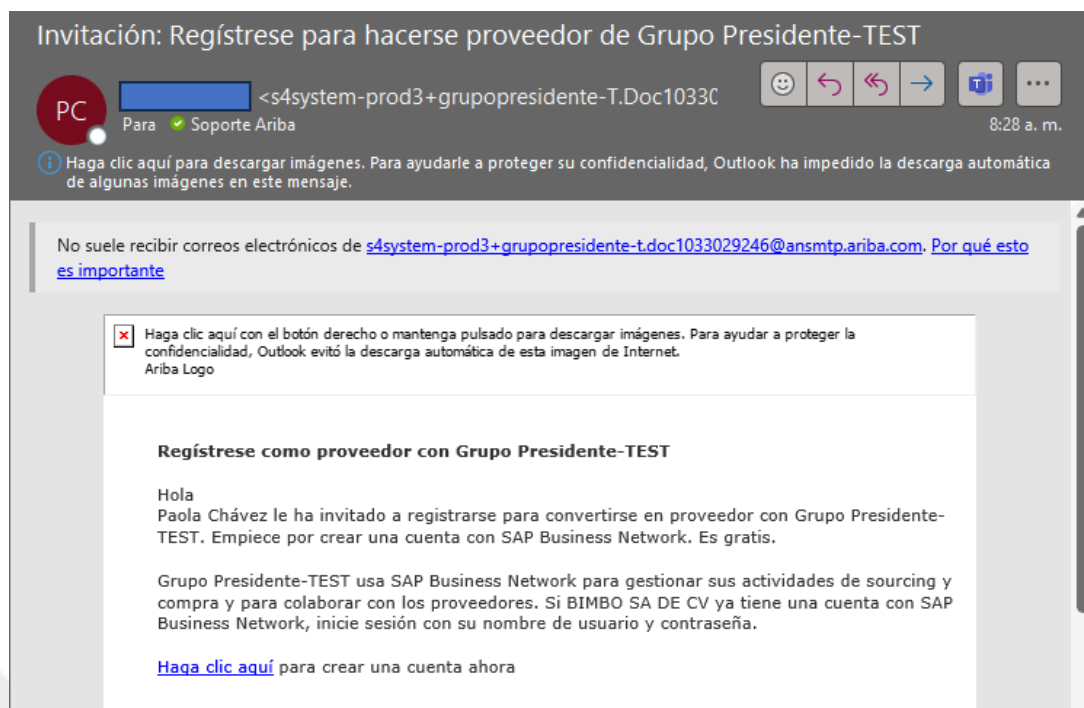 Invitación: Regístrese para hacerse proveedor de Grupo Presidente-TEST
PC
<s4system-prod3+grupopresidente-T.Doc1033C
Para Soporte Ariba
8:28 a. m.
Haga clic aquí para descargar imágenes. Para ayudarle a proteger su confidencialidad, Outlook ha impedido la descarga automática
de algunas imágenes en este mensaje.
No suele recibir correos electrónicos de s4system-prod3+grupopresidente-t.doc1033029246@ansmtp.ariba.com. Por qué esto
es importante
Haga clic aquí con el botón derecho o mantenga pulsado para descargar imágenes. Para ayudar a proteger la
confidencialidad, Outlook evitó la descarga automática de esta imagen de Internet.
Ariba Logo
Regístrese como proveedor con Grupo Presidente-TEST
Hola
Paola Chávez le ha invitado a registrarse para convertirse en proveedor con Grupo Presidente-
TEST. Empiece por crear una cuenta con SAP Business Network. Es gratis.
Grupo Presidente-TEST usa SAP Business Network para gestionar sus actividades de sourcing y
compra y para colaborar con los proveedores. Si BIMBO SA DE CV ya tiene una cuenta con SAP
Business Network, inicie sesión con su nombre de usuario y contraseña.
Haga clic aquí para crear una cuenta ahora